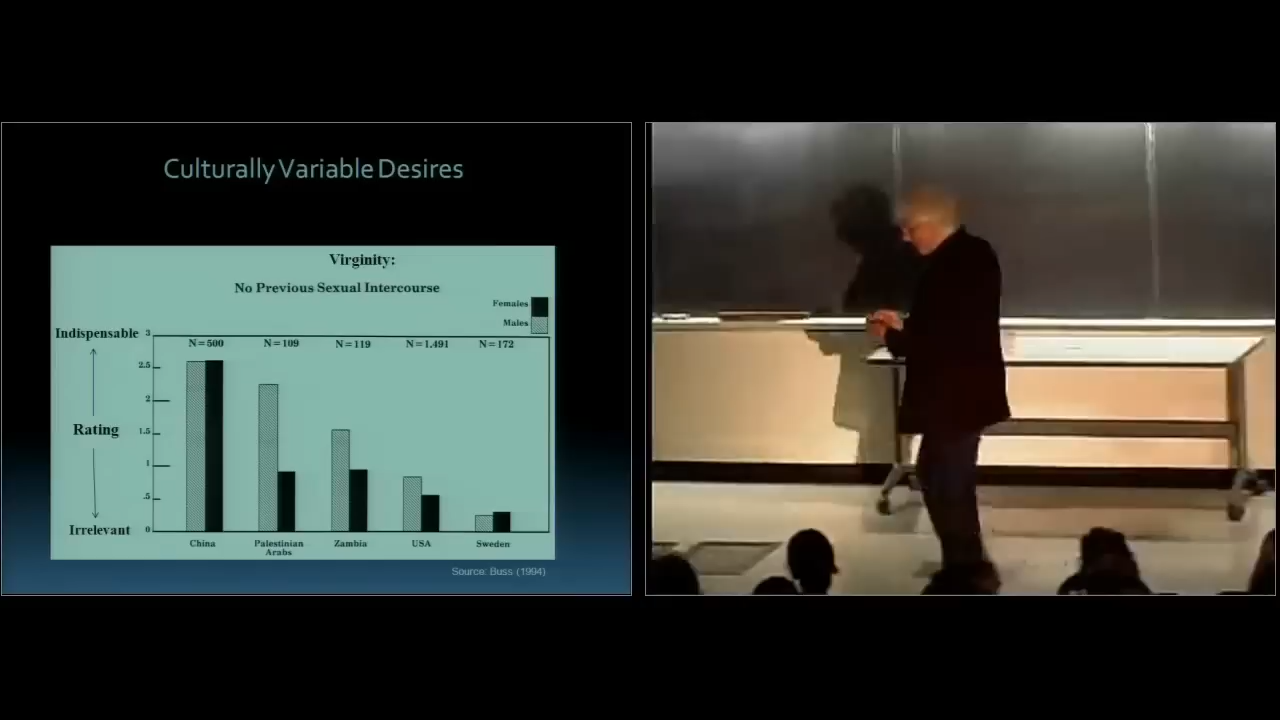 Culturally Variable Desires
Virginity:
No Previous Sexual Intercourse
Females
Males
Indispensable
3
N=500
N=109
N=119
N=1,491
N=172
2.5
2
Rating
1.5
1
.5
Irrelevant
0
China
Palestinian
Arabs
Zambia
USA
Sweden
Source: Buss (1994)